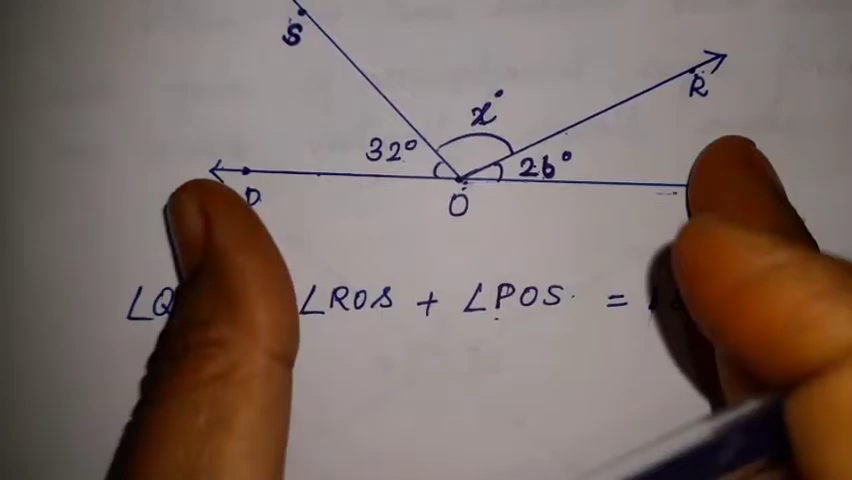 S
R
x°
32°
26°
O
∠ROS + ∠POS =